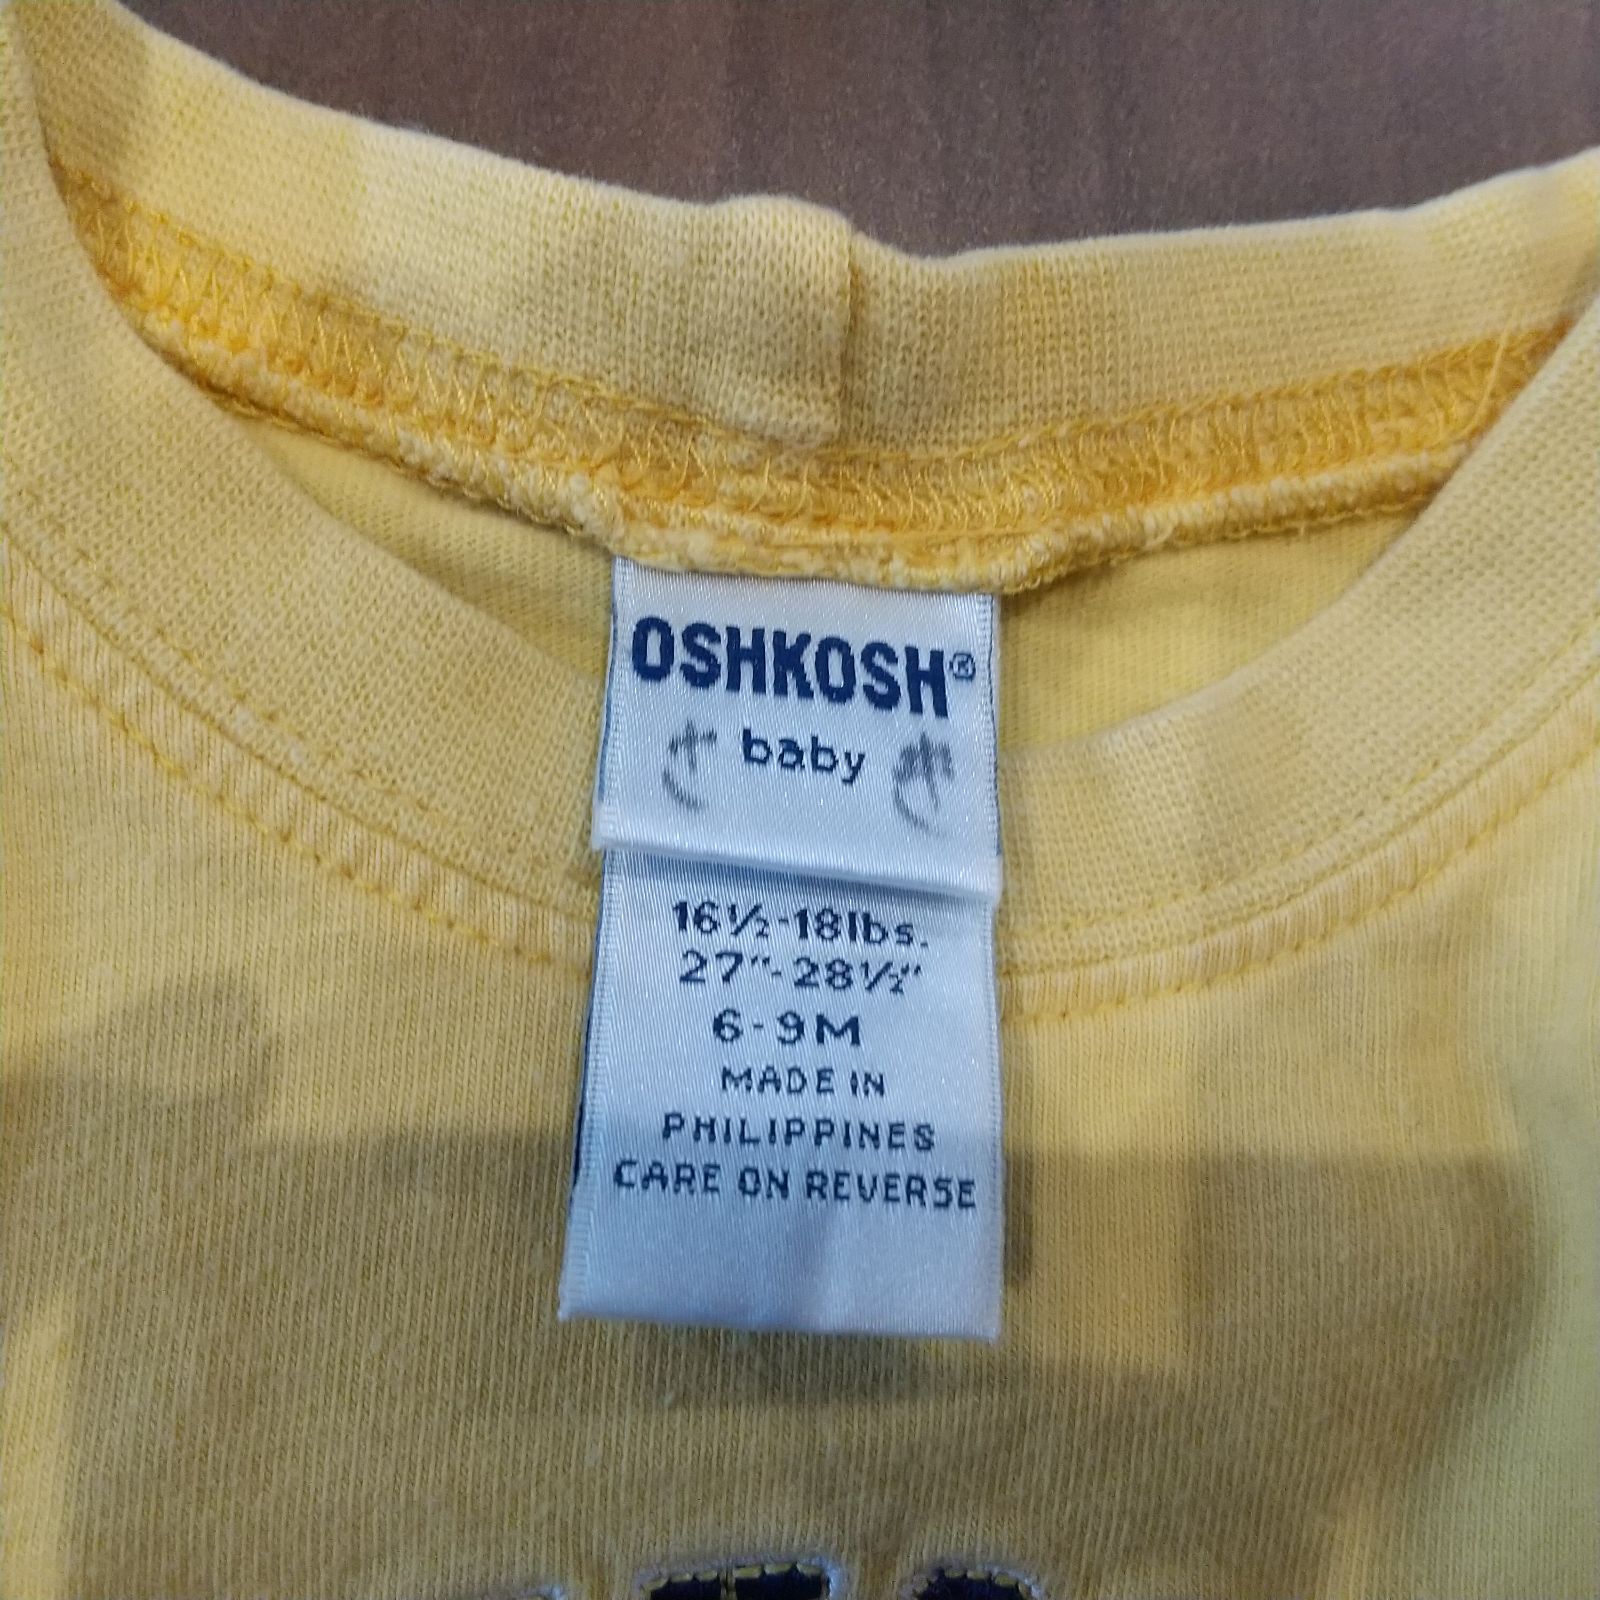 OSHKOSH®
baby
16½-18lbs.
27"-28½"
6-9M
MADE IN
PHILIPPINES
CARE ON REVERSE